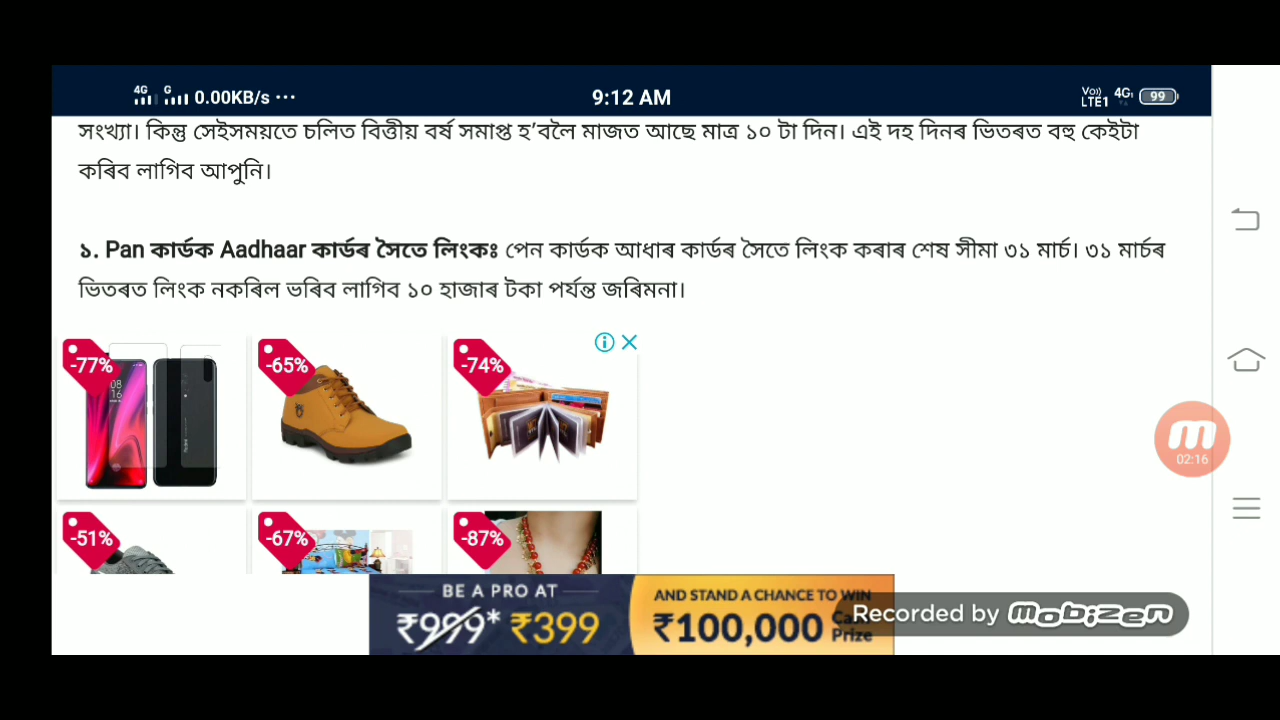 4G G 0.00KB/s ··· 9:12 AM Vo)) LTE1 4G 99
সংখ্যা। কিন্তু সেইসময়তে চলিত বিত্তীয় বৰ্ষ সমাপ্ত হ'বলৈ মাজত আছে মাত্ৰ ১০ টা দিন। এই দহ দিনৰ ভিতৰত বহু কেইটা
কৰিব লাগিব আপুনি।
১. Pan কাৰ্ডক Aadhaar কাৰ্ডৰ সৈতে লিংকঃ পেন কাৰ্ডক আধাৰ কাৰ্ডৰ সৈতে লিংক কৰাৰ শেষ সীমা ৩১ মাৰ্চ। ৩১ মাৰ্চৰ
ভিতৰত লিংক নকৰিল ভৰিব লাগিব ১০ হাজাৰ টকা পৰ্যন্ত জৰিমনা।
-77% -65% -74%
08
16
-51% -67% -87%
BE A PRO AT
₹999* ₹399
AND STAND A CHANCE TO WIN
₹100,000 Prize
Recorded by mobizen
02:16